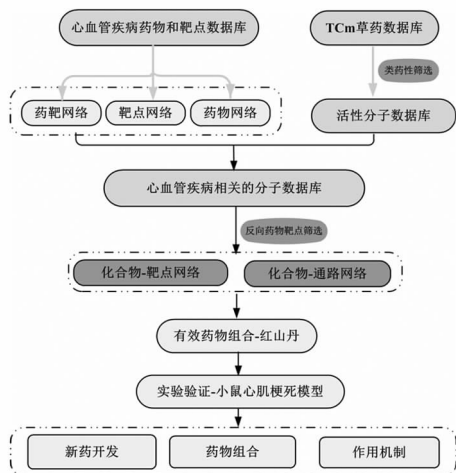 心血管疾病药物和靶点数据库
TCm草药数据库
类药性筛选
药靶网络
靶点网络
药物网络
活性分子数据库
心血管疾病相关的分子数据库
反向药物靶点筛选
化合物-靶点网络
化合物-通路网络
有效药物组合-红山丹
实验验证-小鼠心肌梗死模型
新药开发
药物组合
作用机制